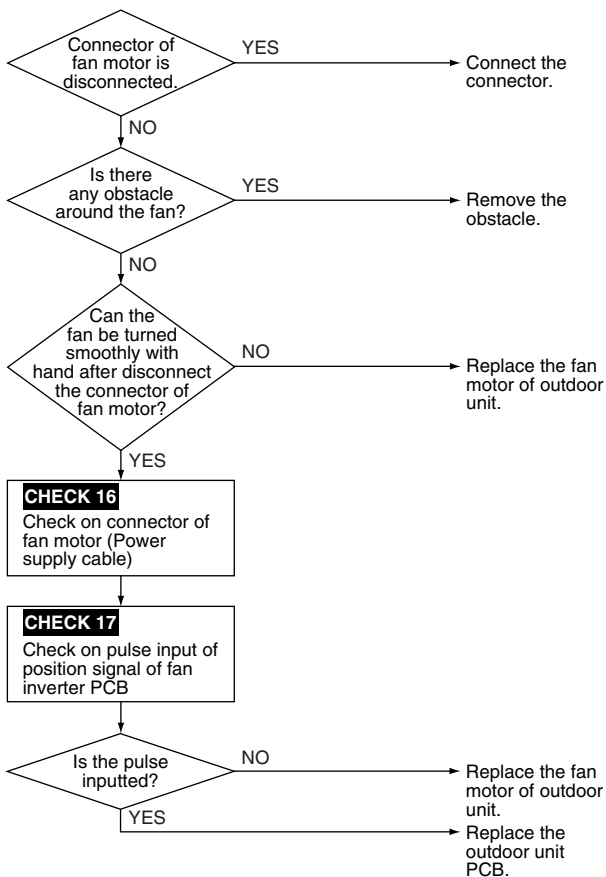 Connector of
fan motor is
disconnected.
YES
Connect the
connector.
NO
Is there
any obstacle
around the fan?
YES
Remove the
obstacle.
NO
Can the
fan be turned
smoothly with
hand after disconnect
the connector of
fan motor?
NO
Replace the fan
motor of outdoor
unit.
YES
CHECK 16
Check on connector of
fan motor (Power
supply cable)
CHECK 17
Check on pulse input of
position signal of fan
inverter PCB
Is the pulse
inputted?
NO
Replace the fan
motor of outdoor
unit.
YES
Replace the
outdoor unit
PCB.